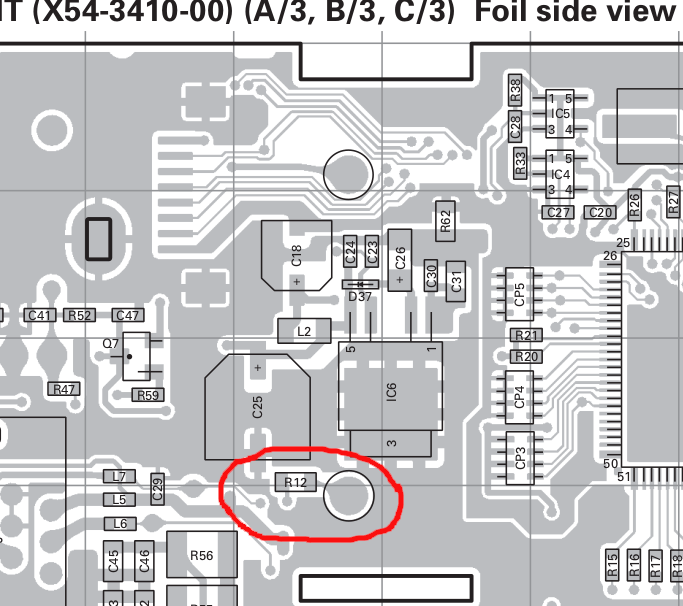 IT (X54-3410-00) (A/3, B/3, C/3) Foil side view
R38
1 5
IC5
3 4
C28
R33
1 5
IC4
3 4
C27 C20
R26
R27
R62
25
26
C18
+
C24
C23
C26
+
C30
C31
D37
CP5
C41 R52 C47
L2
Q7
5 1
R21
R20
R47
R59
+
C25
IC6
CP4
3
CP3
50
51
L7
C29
R12
L5
L6
C45
C46
R56
R15
R16
R17
R18